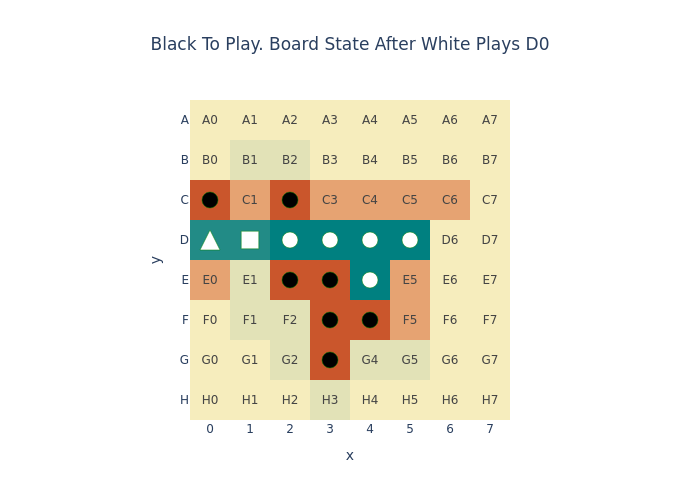 Black To Play. Board State After White Plays D0
A A0 A1 A2 A3 A4 A5 A6 A7
B B0 B1 B2 B3 B4 B5 B6 B7
C C1 C3 C4 C5 C6 C7
D D6 D7
y
E E0 E1 E5 E6 E7
F F0 F1 F2 F5 F6 F7
G G0 G1 G2 G4 G5 G6 G7
H H0 H1 H2 H3 H4 H5 H6 H7
0 1 2 3 4 5 6 7
x